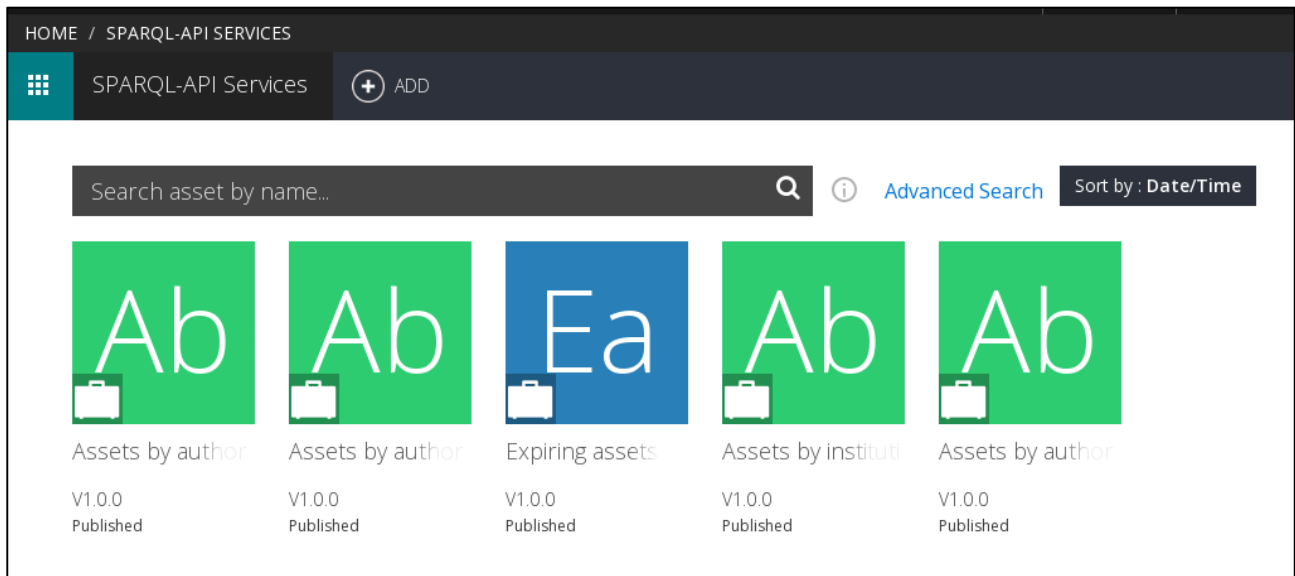 HOME / SPARQL-API SERVICES
SPARQL-API Services
ADD
Search asset by name...
Advanced Search
Sort by : Date/Time
Ab Ab Ea Ab Ab
Assets by author Assets by author Expiring assets Assets by instituti Assets by author
V1.0.0 V1.0.0 V1.0.0 V1.0.0 V1.0.0
Published Published Published Published Published